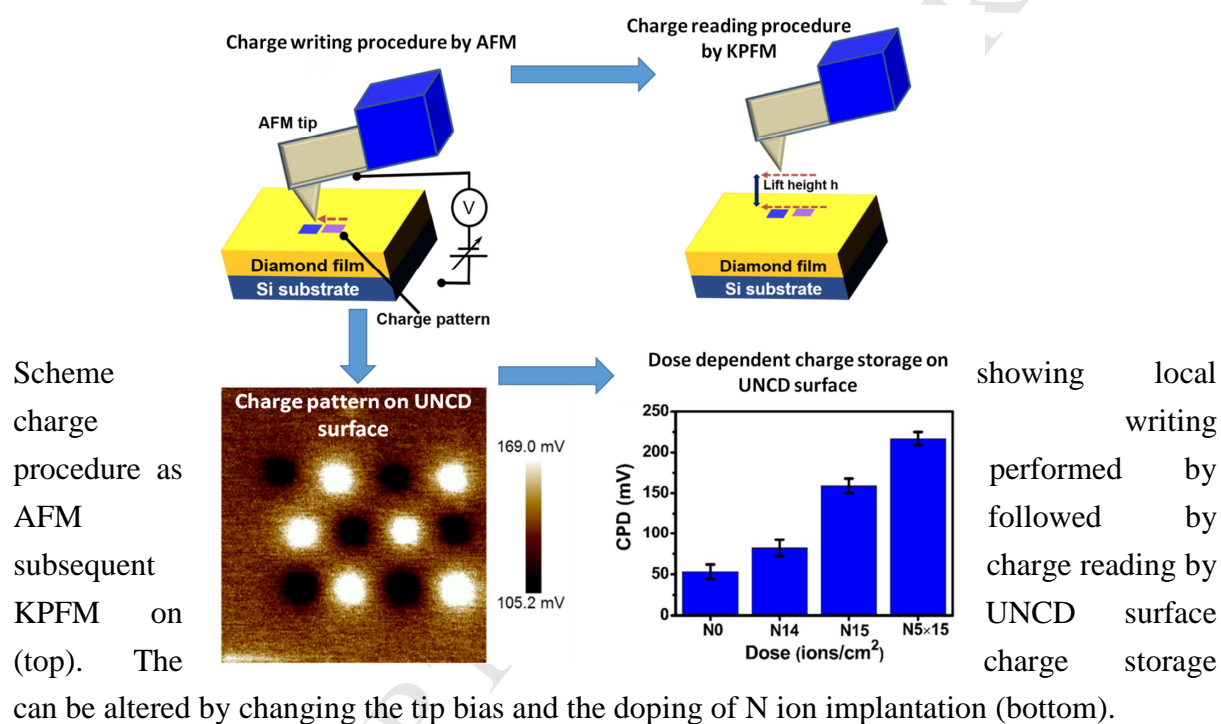 Charge writing procedure by AFM
Charge reading procedure
by KPFM
AFM tip
V
Diamond film
Si substrate
Charge pattern
Lift height h
Diamond film
Si substrate
Charge pattern on UNCD
surface
169.0 mV
105.2 mV
Dose dependent charge storage on
UNCD surface
CPD (mV)
250
200
150
100
50
0
N0 N14 N15 N5×15
Dose (ions/cm²)
Scheme showing local
charge writing
procedure as performed by
AFM followed by
subsequent charge reading by
KPFM on UNCD surface
(top). The charge storage
can be altered by changing the tip bias and the doping of N ion implantation (bottom).